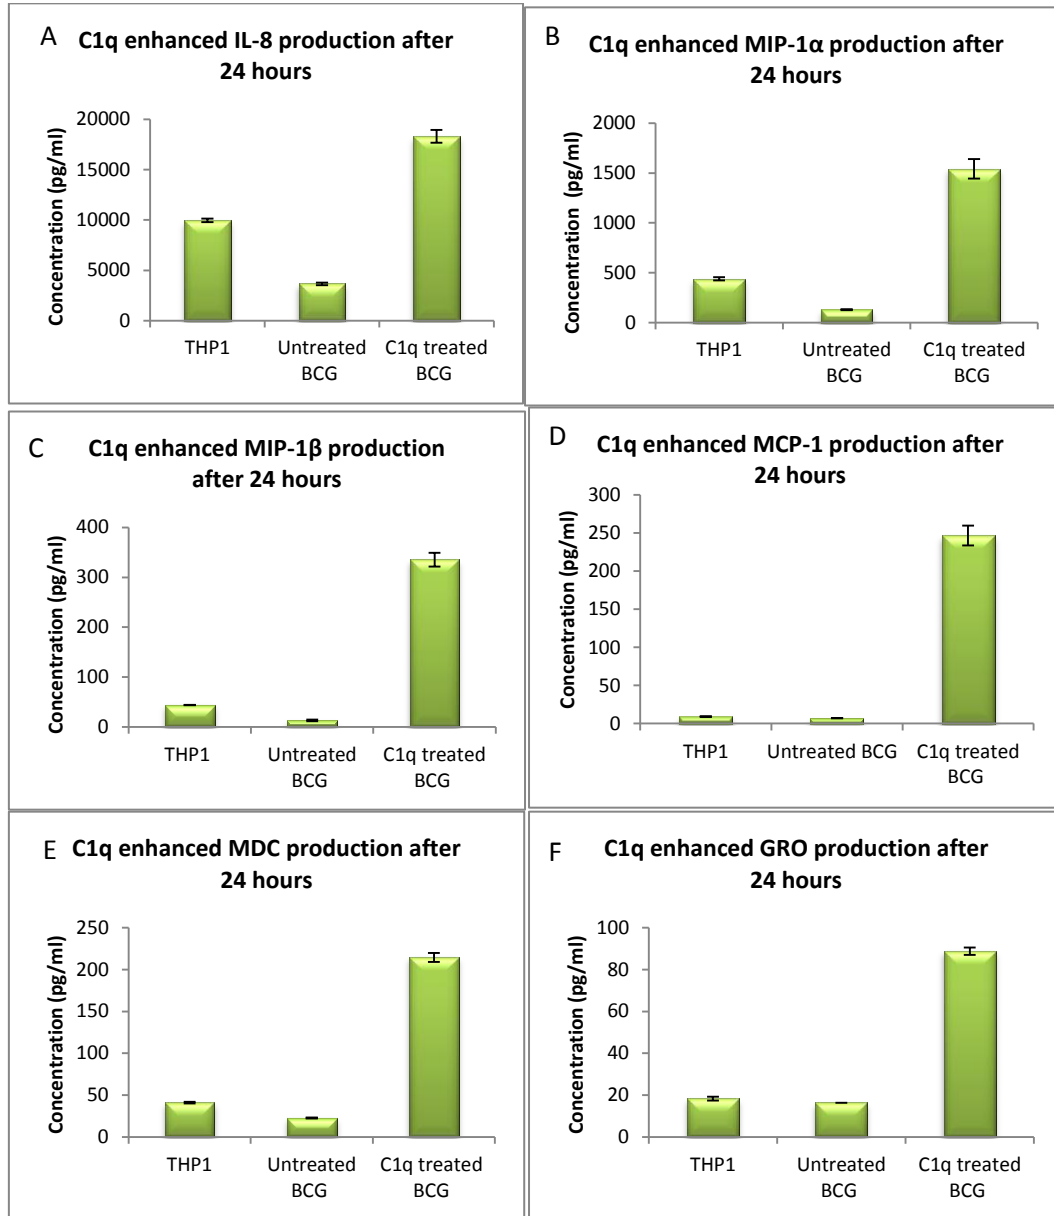 A
C1q enhanced IL-8 production after
24 hours
Concentration (pg/ml)
20000
15000
10000
5000
0
THP1
Untreated
BCG
C1q treated
BCG
B
C1q enhanced MIP-1α production after
24 hours
Concentration (pg/ml)
2000
1500
1000
500
0
THP1
Untreated
BCG
C1q treated
BCG
C
C1q enhanced MIP-1β production
after 24 hours
Concentration (pg/ml)
400
300
200
100
0
THP1
Untreated
BCG
C1q treated
BCG
D
C1q enhanced MCP-1 production after
24 hours
Concentration (pg/ml)
300
250
200
150
100
50
0
THP1
Untreated BCG
C1q treated
BCG
E
C1q enhanced MDC production after
24 hours
Concentration (pg/ml)
250
200
150
100
50
0
THP1
Untreated
BCG
C1q treated
BCG
F
C1q enhanced GRO production after
24 hours
Concentration (pg/ml)
100
80
60
40
20
0
THP1
Untreated
BCG
C1q treated
BCG